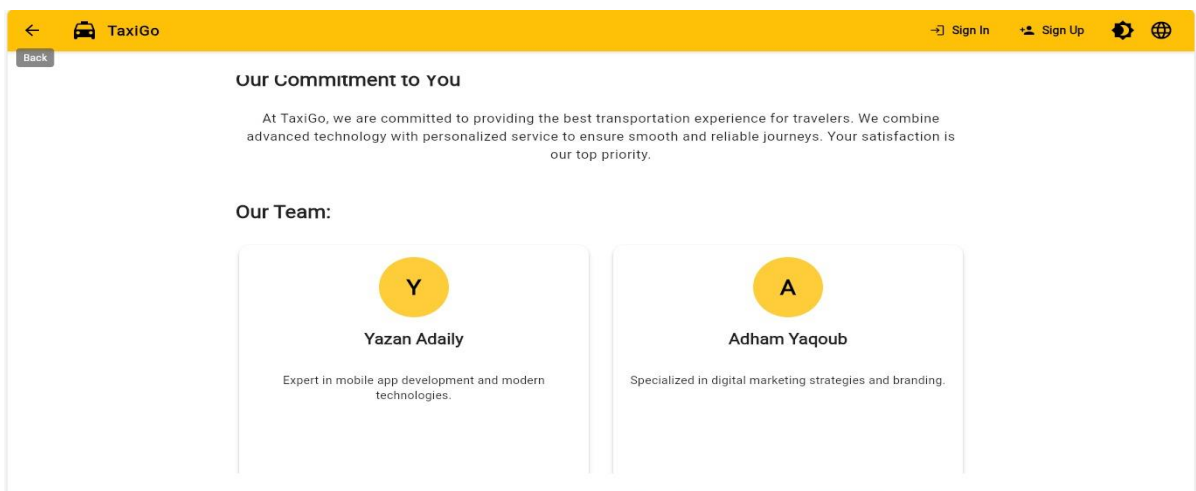 TaxiGo
Sign In
Sign Up
Back
Our Commitment to You
At TaxiGo, we are committed to providing the best transportation experience for travelers. We combine
advanced technology with personalized service to ensure smooth and reliable journeys. Your satisfaction is
our top priority.
Our Team:
Y
Yazan Adaily
Expert in mobile app development and modern
technologies.
A
Adham Yaqoub
Specialized in digital marketing strategies and branding.